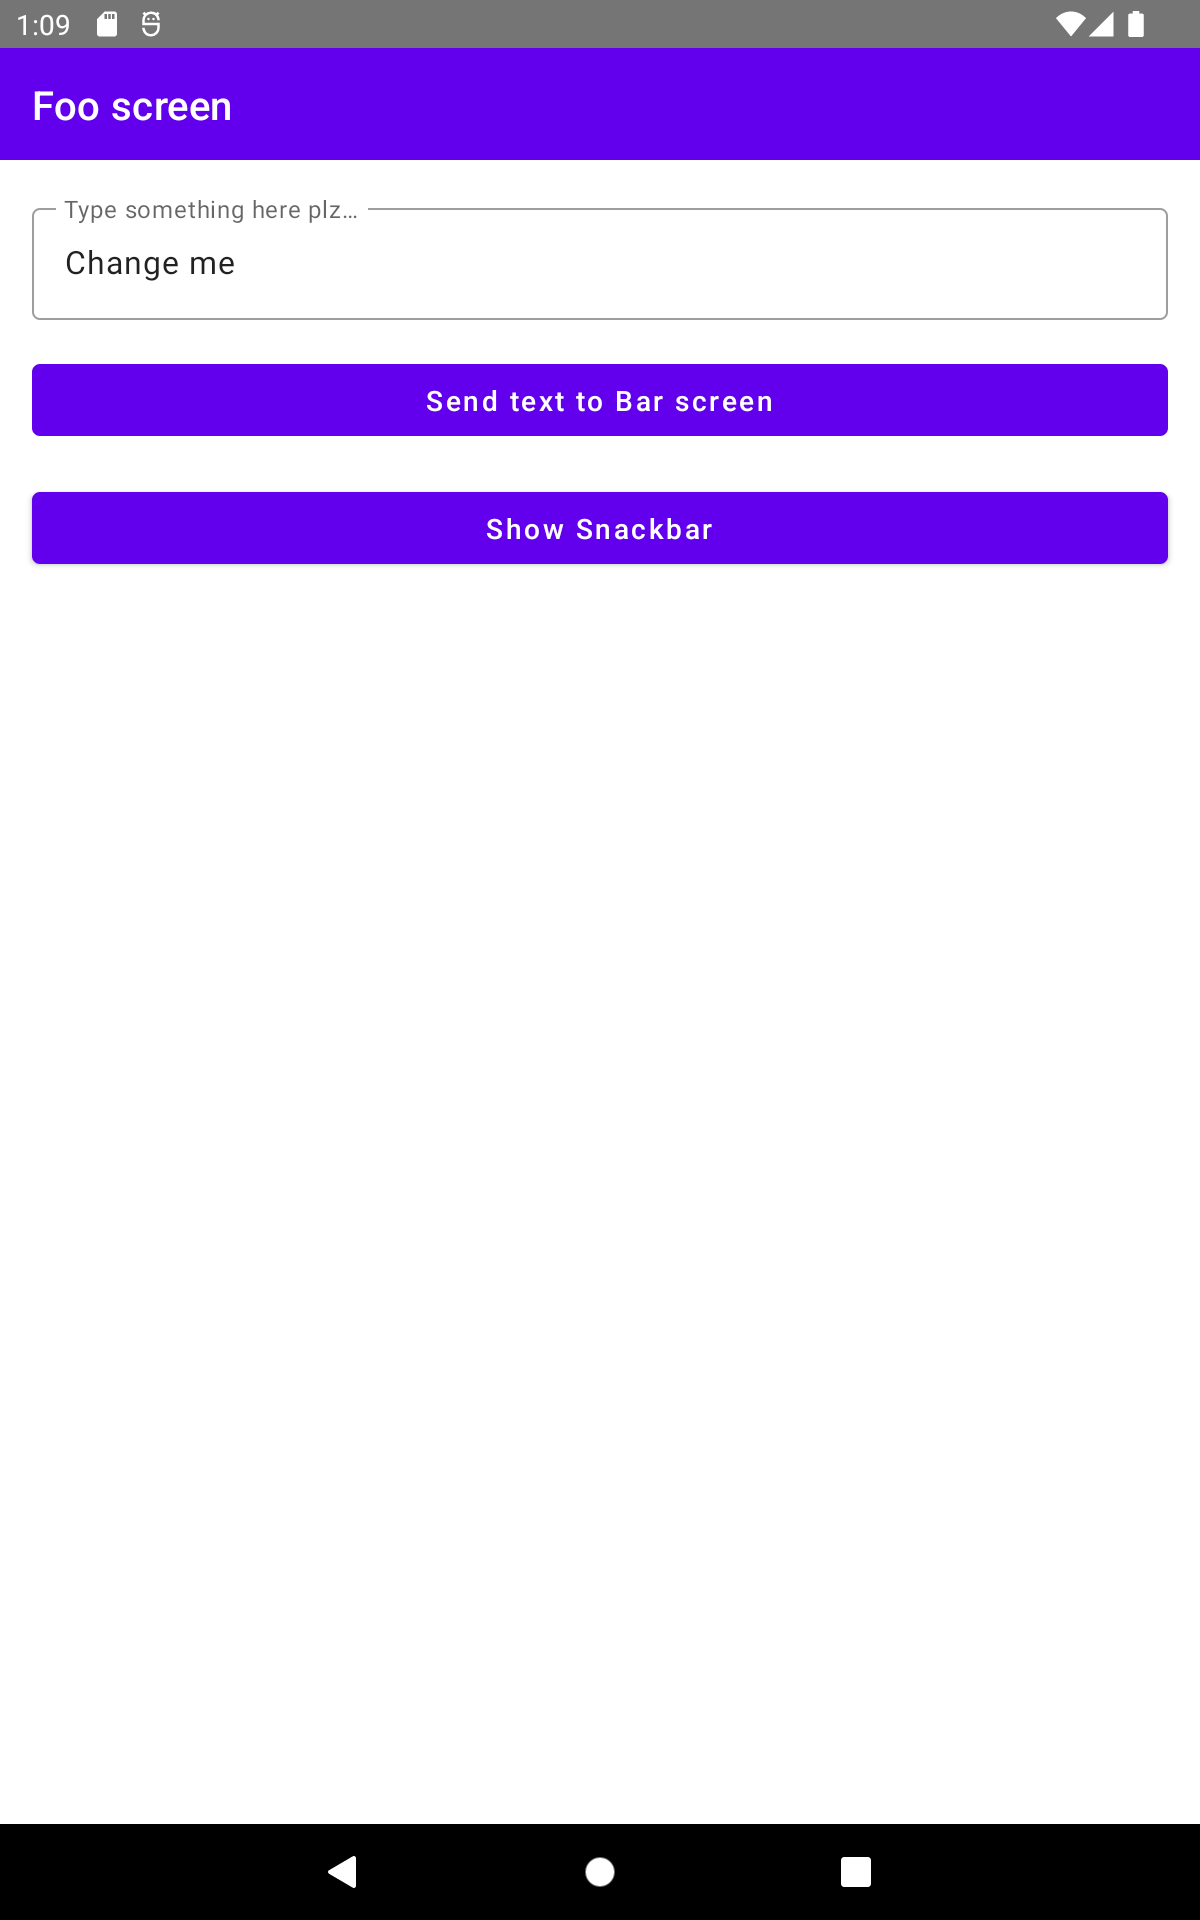 1:09
Foo screen
Type something here plz...
Change me
Send text to Bar screen
Show Snackbar